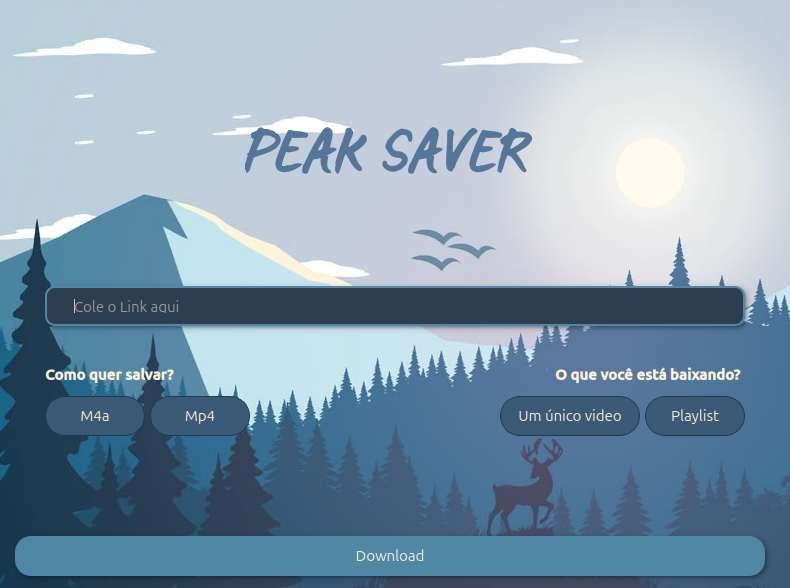 PEAK SAVER
Cole o Link aqui
Como quer salvar?
O que você está baixando?
M4a
Mp4
Um único video
Playlist
Download